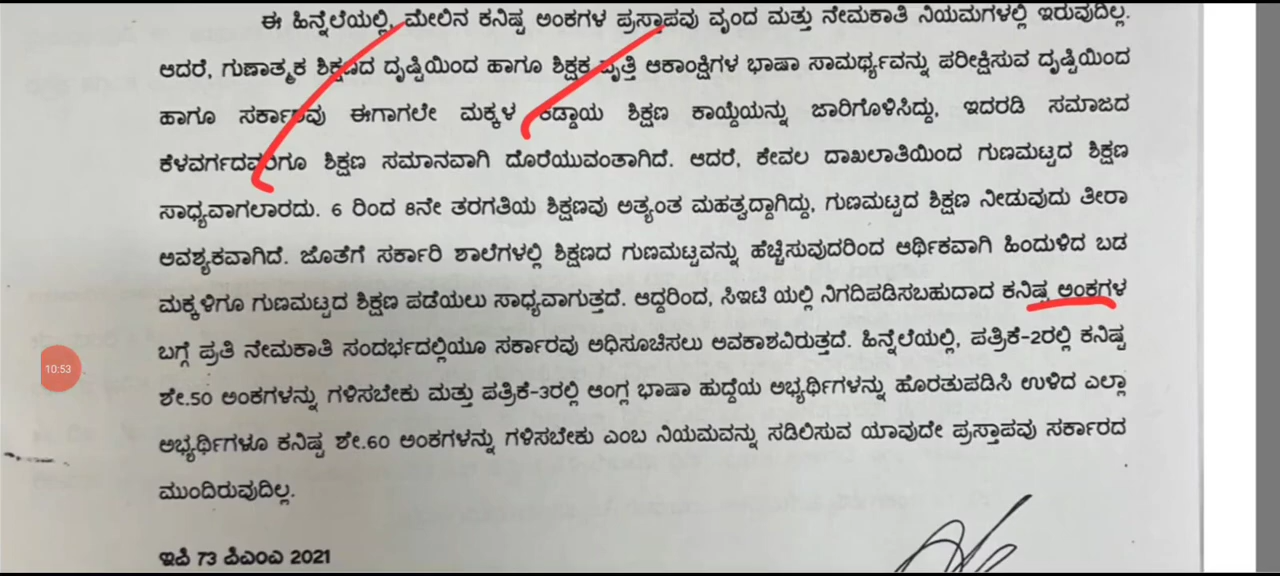 ಈ ಹಿನ್ನೆಲೆಯಲ್ಲಿ, ಮೇಲಿನ ಕನಿಷ್ಟ ಅಂಕಗಳ ಪ್ರಸ್ತಾಪವು ವೃಂದ ಮತ್ತು ನೇಮಕಾತಿ ನಿಯಮಗಳಲ್ಲಿ ಇರುವುದಿಲ್ಲ.
ಆದರೆ, ಗುಣಾತ್ಮಕ ಶಿಕ್ಷಣದ ದೃಷ್ಟಿಯಿಂದ ಹಾಗೂ ಶಿಕ್ಷಕ ವೃತ್ತಿ ಆಕಾಂಕ್ಷಿಗಳ ಭಾಷಾ ಸಾಮರ್ಥ್ಯವನ್ನು ಪರೀಕ್ಷಿಸುವ ದೃಷ್ಟಿಯಿಂದ
ಹಾಗೂ ಸರ್ಕಾರವು ಈಗಾಗಲೇ ಮಕ್ಕಳ ಕಡ್ಡಾಯ ಶಿಕ್ಷಣ ಕಾಯ್ದೆಯನ್ನು ಜಾರಿಗೊಳಿಸಿದ್ದು, ಇದರಡಿ ಸಮಾಜದ
ಕೆಳವರ್ಗದವರಿಗೂ ಶಿಕ್ಷಣ ಸಮಾನವಾಗಿ ದೊರೆಯುವಂತಾಗಿದೆ. ಆದರೆ, ಕೇವಲ ದಾಖಲಾತಿಯಿಂದ ಗುಣಮಟ್ಟದ ಶಿಕ್ಷಣ
ಸಾಧ್ಯವಾಗಲಾರದು. 6 ರಿಂದ 8ನೇ ತರಗತಿಯ ಶಿಕ್ಷಣವು ಅತ್ಯಂತ ಮಹತ್ವದ್ದಾಗಿದ್ದು, ಗುಣಮಟ್ಟದ ಶಿಕ್ಷಣ ನೀಡುವುದು ತೀರಾ
ಅವಶ್ಯಕವಾಗಿದೆ. ಜೊತೆಗೆ ಸರ್ಕಾರಿ ಶಾಲೆಗಳಲ್ಲಿ ಶಿಕ್ಷಣದ ಗುಣಮಟ್ಟವನ್ನು ಹೆಚ್ಚಿಸುವುದರಿಂದ ಆರ್ಥಿಕವಾಗಿ ಹಿಂದುಳಿದ ಬಡ
ಮಕ್ಕಳಿಗೂ ಗುಣಮಟ್ಟದ ಶಿಕ್ಷಣ ಪಡೆಯಲು ಸಾಧ್ಯವಾಗುತ್ತದೆ. ಆದ್ದರಿಂದ, ಸಿಇಟಿ ಯಲ್ಲಿ ನಿಗದಿಪಡಿಸಬಹುದಾದ ಕನಿಷ್ಟ ಅಂಕಗಳ
ಬಗ್ಗೆ ಪ್ರತಿ ನೇಮಕಾತಿ ಸಂದರ್ಭದಲ್ಲಿಯೂ ಸರ್ಕಾರವು ಅಧಿಸೂಚಿಸಲು ಅವಕಾಶವಿರುತ್ತದೆ. ಹಿನ್ನೆಲೆಯಲ್ಲಿ, ಪತ್ರಿಕೆ-2ರಲ್ಲಿ ಕನಿಷ್ಟ
ಶೇ.50 ಅಂಕಗಳನ್ನು ಗಳಿಸಬೇಕು ಮತ್ತು ಪತ್ರಿಕೆ-3ರಲ್ಲಿ ಆಂಗ್ಲ ಭಾಷಾ ಹುದ್ದೆಯ ಅಭ್ಯರ್ಥಿಗಳನ್ನು ಹೊರತುಪಡಿಸಿ ಉಳಿದ ಎಲ್ಲಾ
ಅಭ್ಯರ್ಥಿಗಳೂ ಕನಿಷ್ಟ ಶೇ.60 ಅಂಕಗಳನ್ನು ಗಳಿಸಬೇಕು ಎಂಬ ನಿಯಮವನ್ನು ಸಡಿಲಿಸುವ ಯಾವುದೇ ಪ್ರಸ್ತಾಪವು ಸರ್ಕಾರದ
ಮುಂದಿರುವುದಿಲ್ಲ.
ಇಪಿ 73 ಪಿಎಂಎ 2021
10:53